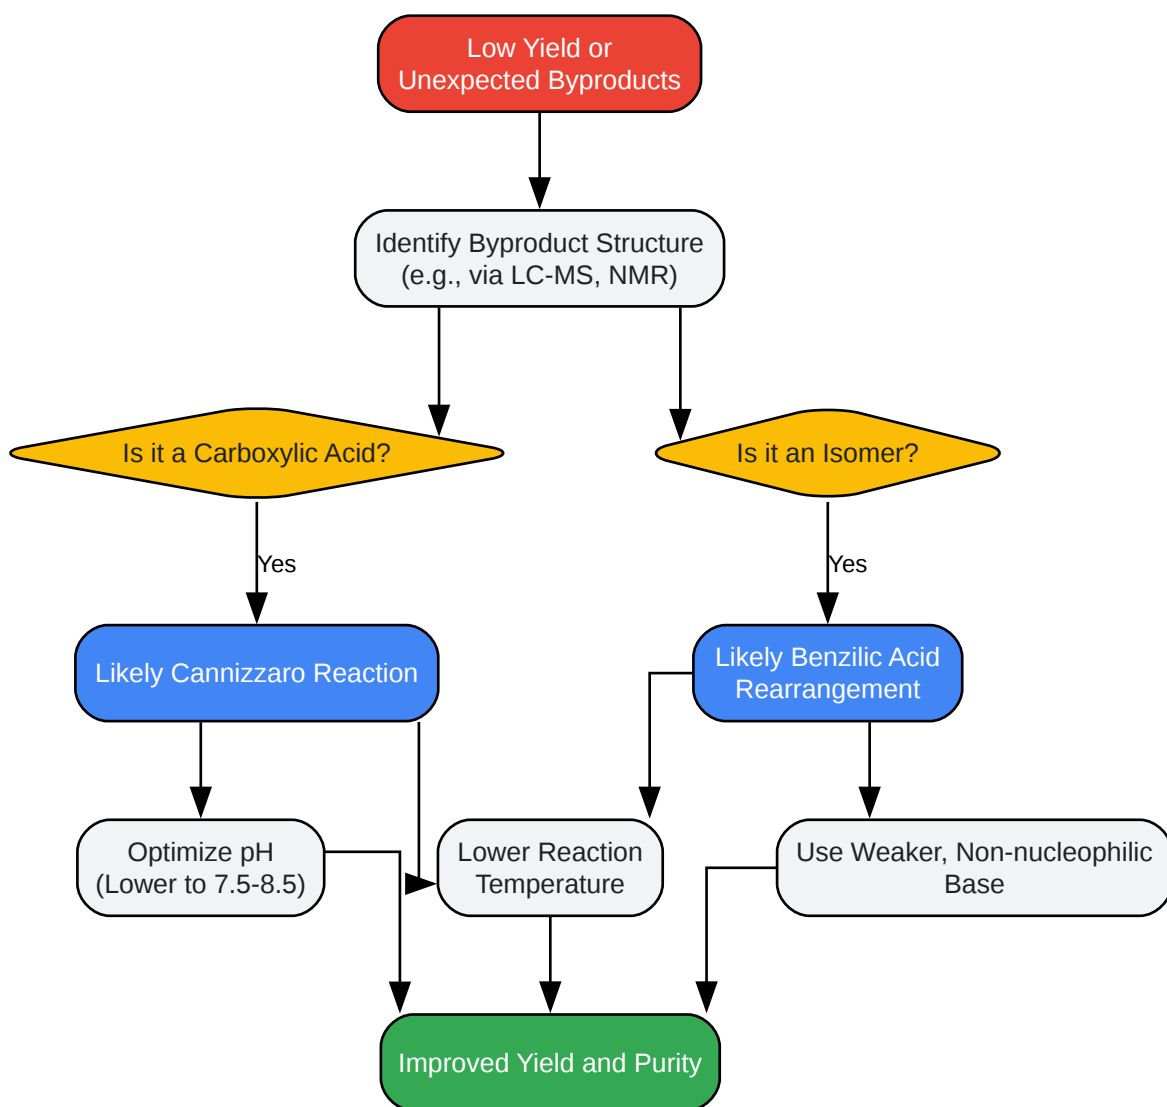 Low Yield or
Unexpected Byproducts
Identify Byproduct Structure
(e.g., via LC-MS, NMR)
Is it a Carboxylic Acid?
Is it an Isomer?
Yes
Yes
Likely Cannizzaro Reaction
Likely Benzilic Acid
Rearrangement
Optimize pH
(Lower to 7.5-8.5)
Lower Reaction
Temperature
Use Weaker, Non-nucleophilic
Base
Improved Yield and Purity